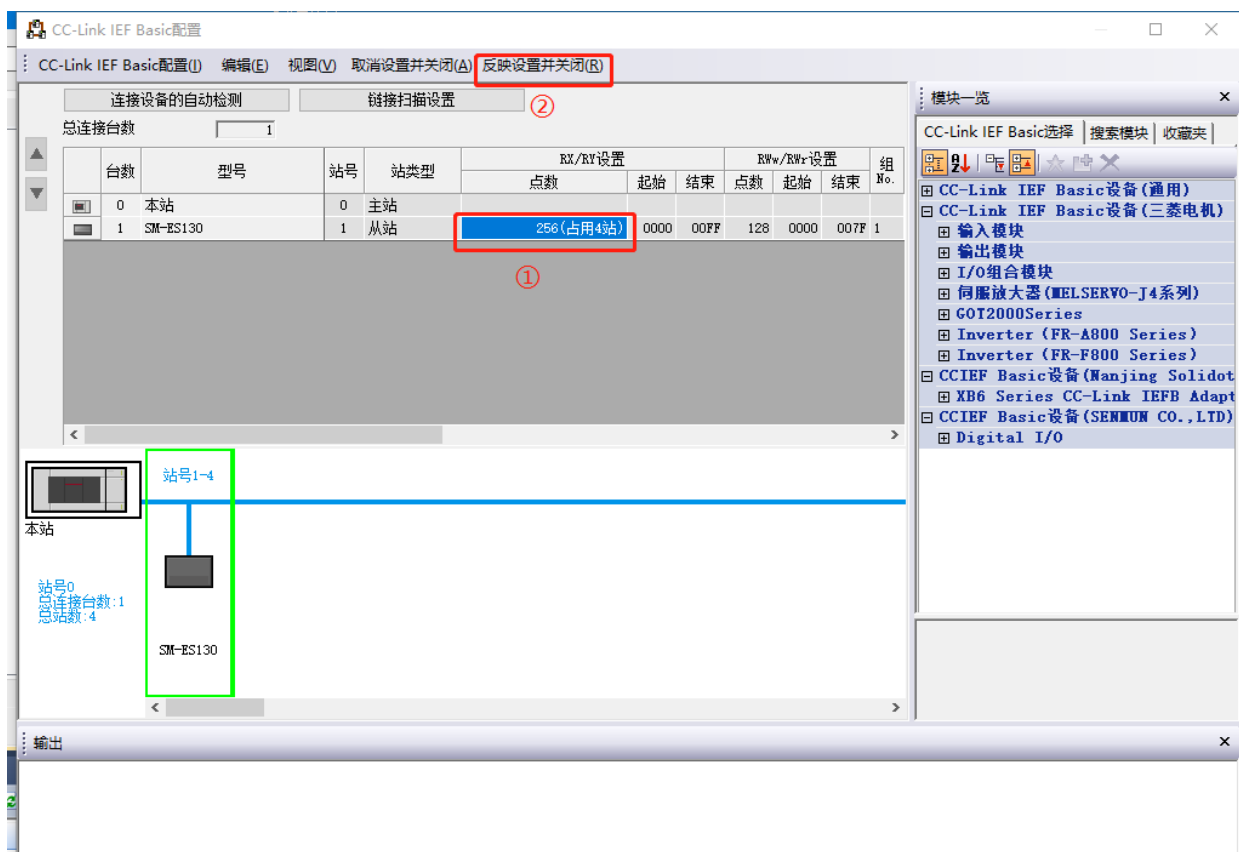 CC-Link IEF Basic配置
CC-Link IEF Basic配置(I) 编辑(E) 视图(V) 取消设置并关闭(A) 反映设置并关闭(R)
连接设备的自动检测 链接扫描设置
②
总连接台数 1
台数 型号 站号 站类型 RX/RY设置 RWw/RWr设置 组No.
点数 起始 结束 点数 起始 结束
0 本站 0 主站
1 SM-ES130 1 从站 256(占用4站) 0000 00FF 128 0000 007F 1
①
站号1-4
本站
站号0
总连接台数:1
总站数:4
SM-ES130
模块一览
CC-Link IEF Basic选择 搜索模块 收藏夹
CC-Link IEF Basic设备(通用)
CC-Link IEF Basic设备(三菱电机)
输入模块
输出模块
I/O组合模块
伺服放大器(MELSERVO-J4系列)
GOT2000Series
Inverter (FR-A800 Series)
Inverter (FR-F800 Series)
CCIEF Basic设备(Nanjing Solidot
XB6 Series CC-Link IEFB Adapt
CCIEF Basic设备(SENMUN CO.,LTD)
Digital I/O
输出